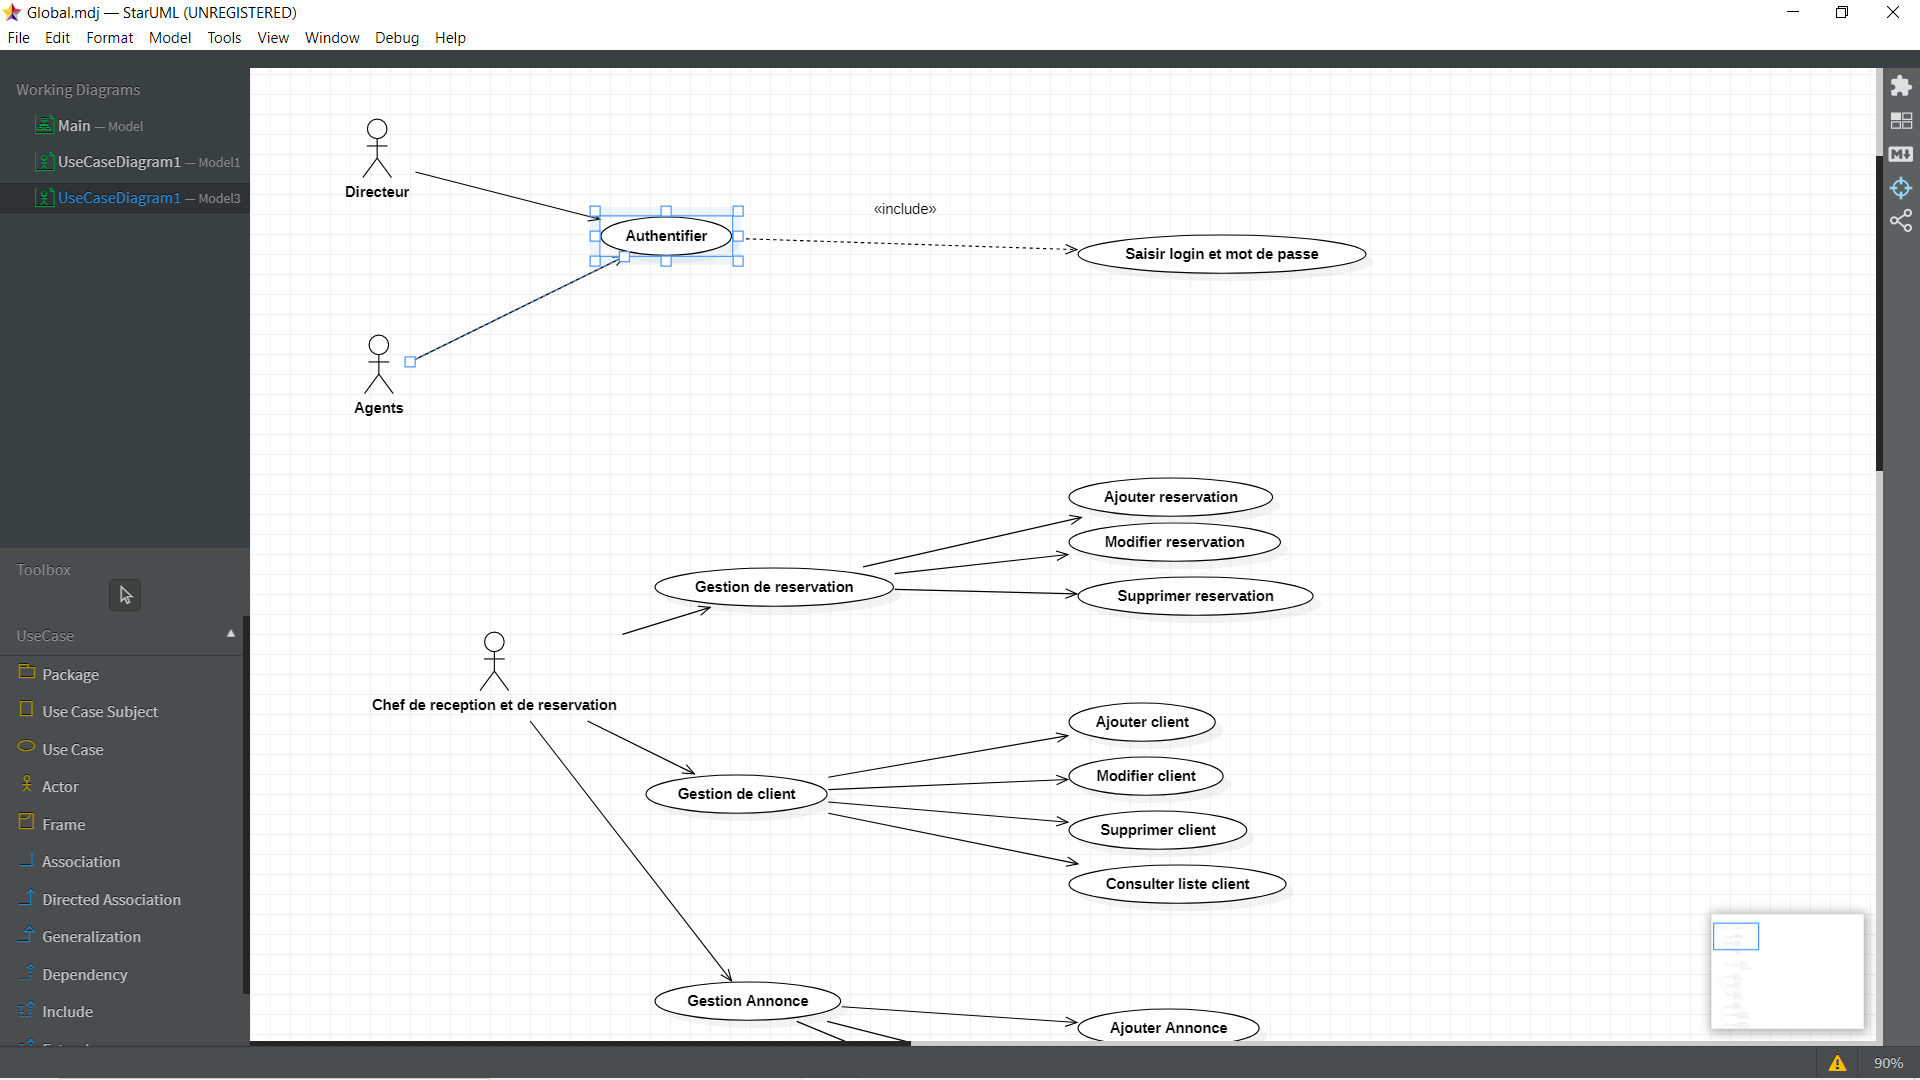 Global.mdj — StarUML (UNREGISTERED)
File Edit Format Model Tools View Window Debug Help
Working Diagrams
Main — Model
UseCaseDiagram1 — Model1
UseCaseDiagram1 — Model3
Toolbox
UseCase
Package
Use Case Subject
Use Case
Actor
Frame
Association
Directed Association
Generalization
Dependency
Include
Directeur
Authentifier
«include»
Saisir login et mot de passe
Agents
Ajouter reservation
Modifier reservation
Gestion de reservation
Supprimer reservation
Chef de reception et de reservation
Ajouter client
Modifier client
Gestion de client
Supprimer client
Consulter liste client
Gestion Annonce
Ajouter Annonce
M
90%